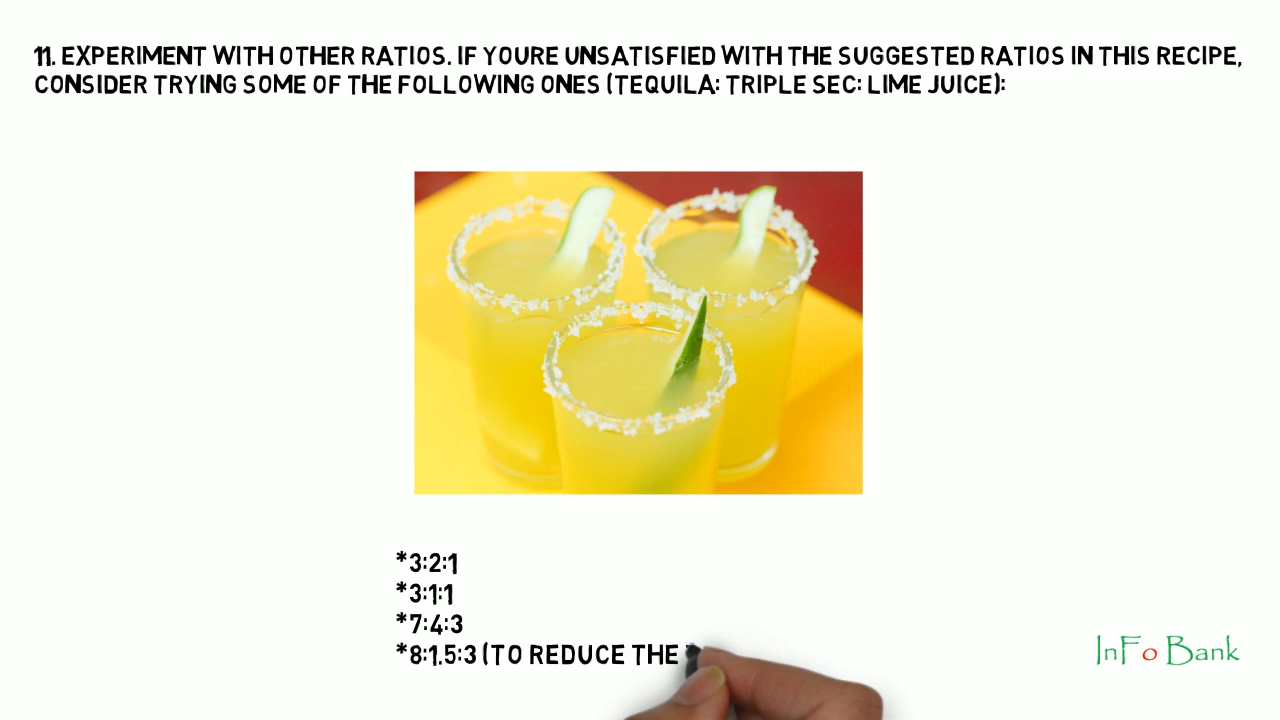 11. EXPERIMENT WITH OTHER RATIOS. IF YOURE UNSATISFIED WITH THE SUGGESTED RATIOS IN THIS RECIPE,
CONSIDER TRYING SOME OF THE FOLLOWING ONES (TEQUILA: TRIPLE SEC: LIME JUICE):
*3:2:1
*3:1:1
*7:4:3
*8:1.5:3 (TO REDUCE THE
InFo Bank